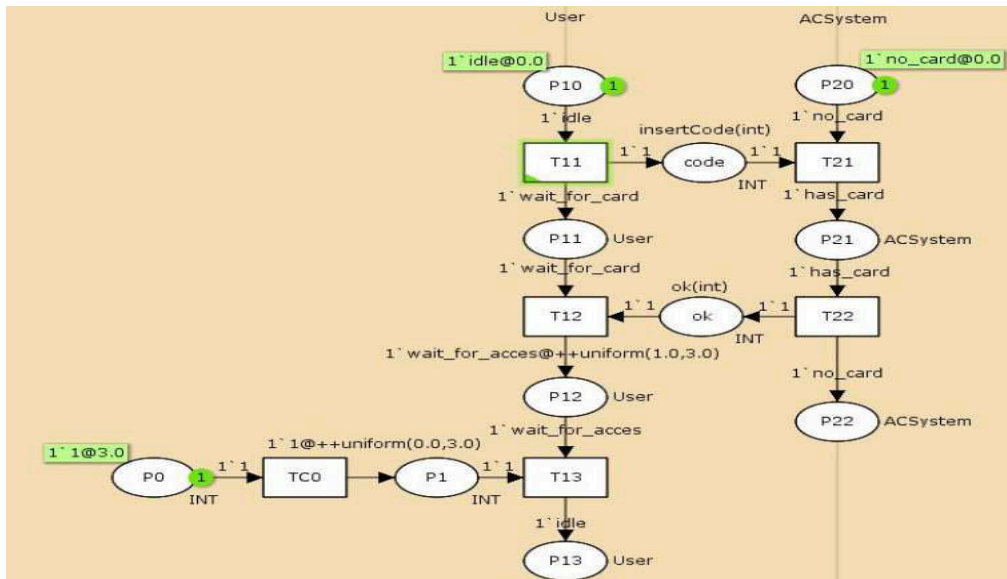 User
ACSystem
1`idle@0.0
1`no_card@0.0
P10
1
P20
1
1`idle
1`no_card
insertCode(int)
T11
1`1
code
1`1
T21
INT
1`wait_for_card
1`has_card
P11
User
P21
ACSystem
1`wait_for_card
1`has_card
ok(int)
T12
1`1
ok
1`1
T22
INT
1`wait_for_acces@++uniform(1.0,3.0)
1`no_card
P12
User
P22
ACSystem
1`wait_for_acces
1`1@++uniform(0.0,3.0)
1`1@3.0
P0
1
1`1
TC0
P1
1`1
T13
INT
INT
1`idle
P13
User